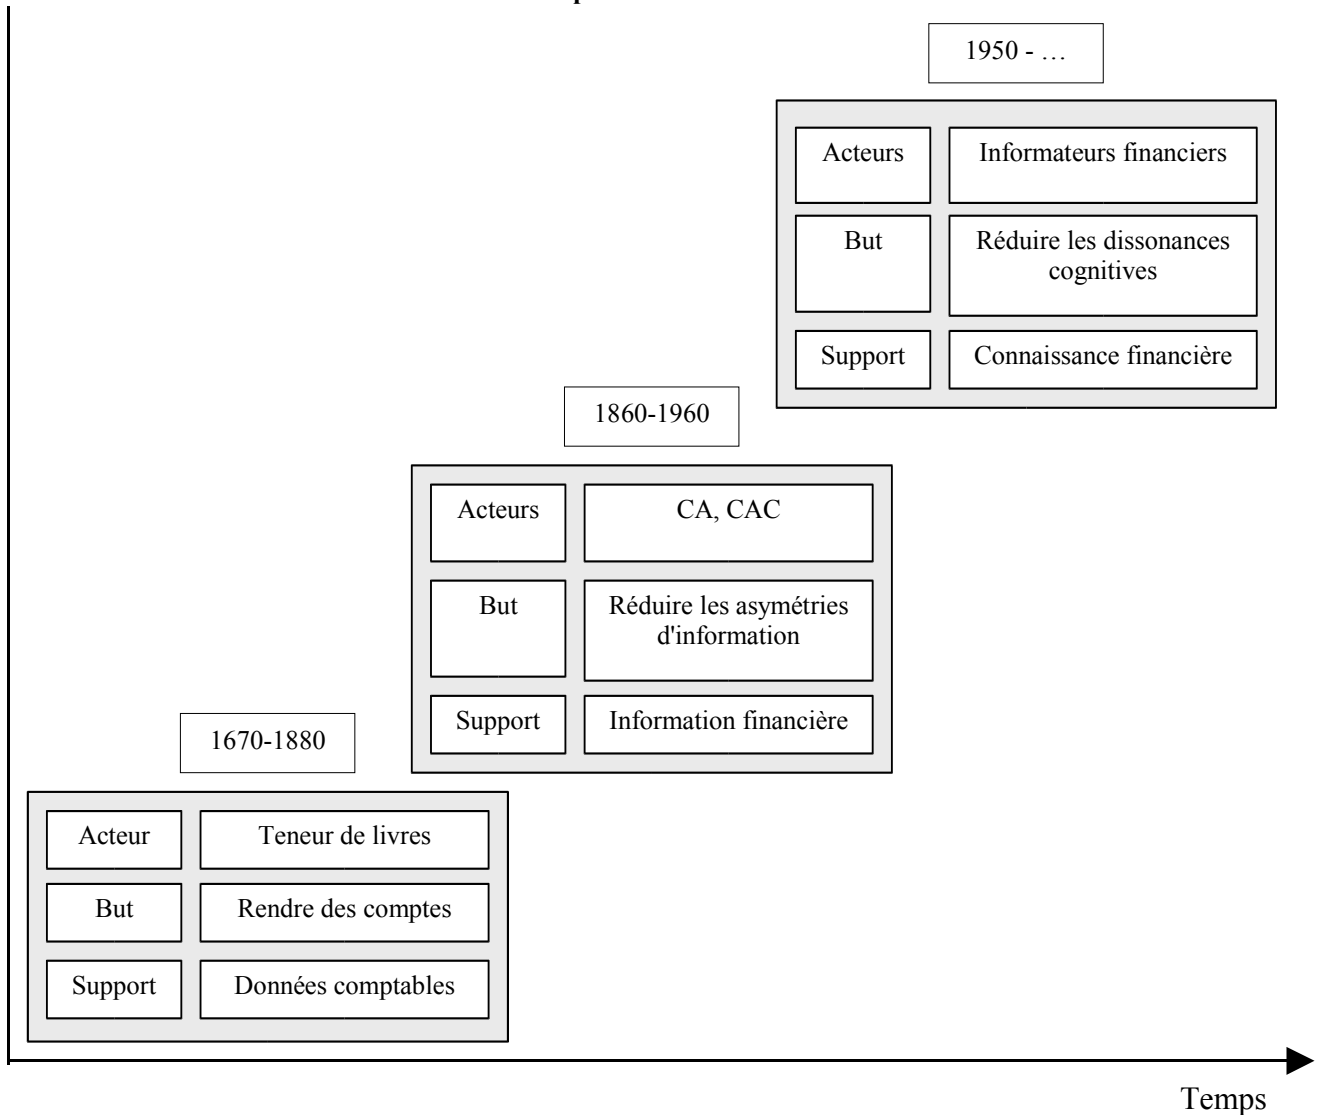 1950 - …
Acteurs
Informateurs financiers
But
Réduire les dissonances
cognitives
Support
Connaissance financière
1860-1960
Acteurs
CA, CAC
But
Réduire les asymétries
d'information
Support
Information financière
1670-1880
Acteur
Teneur de livres
But
Rendre des comptes
Support
Données comptables
Temps